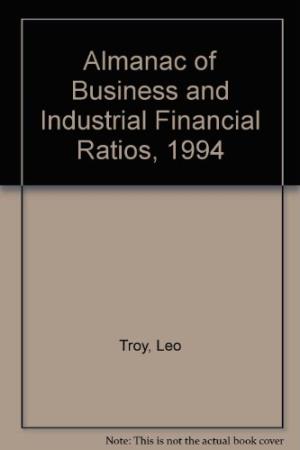 Almanac of
Business and
Industrial Financial
Ratios, 1994
Troy, Leo
Note: This is not the actual book cover